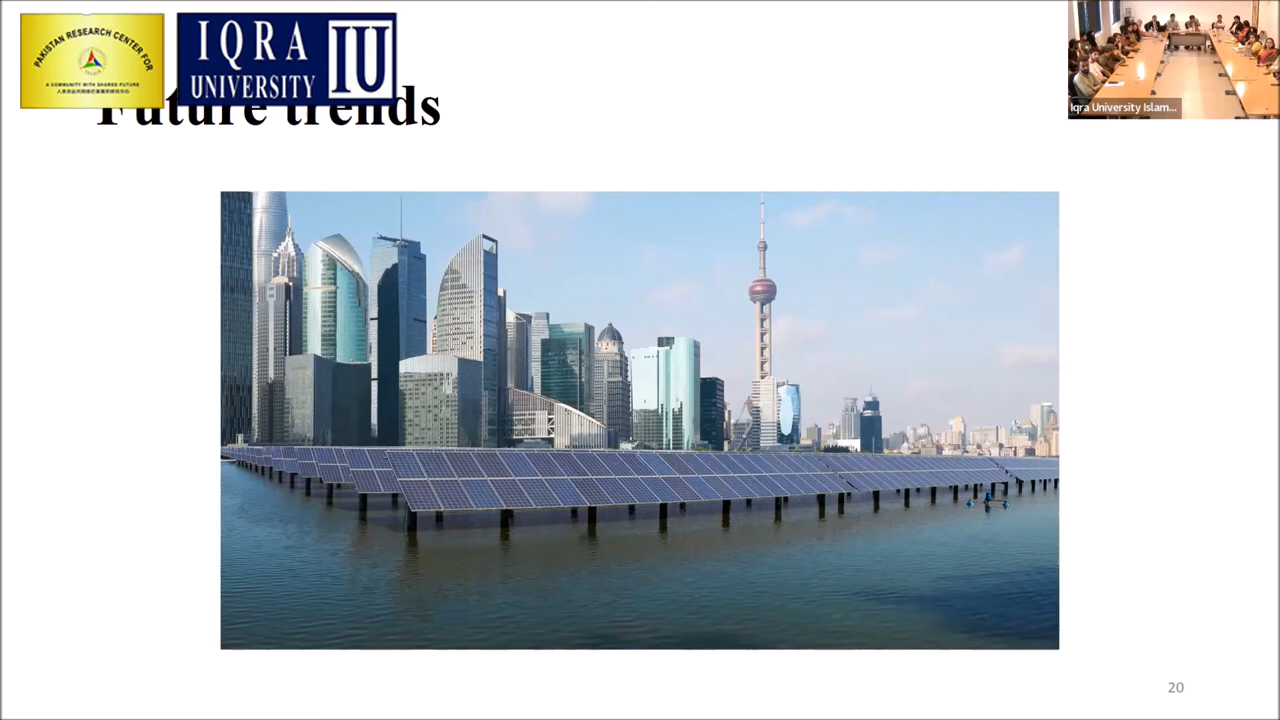 PAKISTAN RESEARCH CENTER FOR
A COMMUNITY WITH SHARED FUTURE
IQRA
UNIVERSITY
IU
Future trends
Iqra University Islam...
20